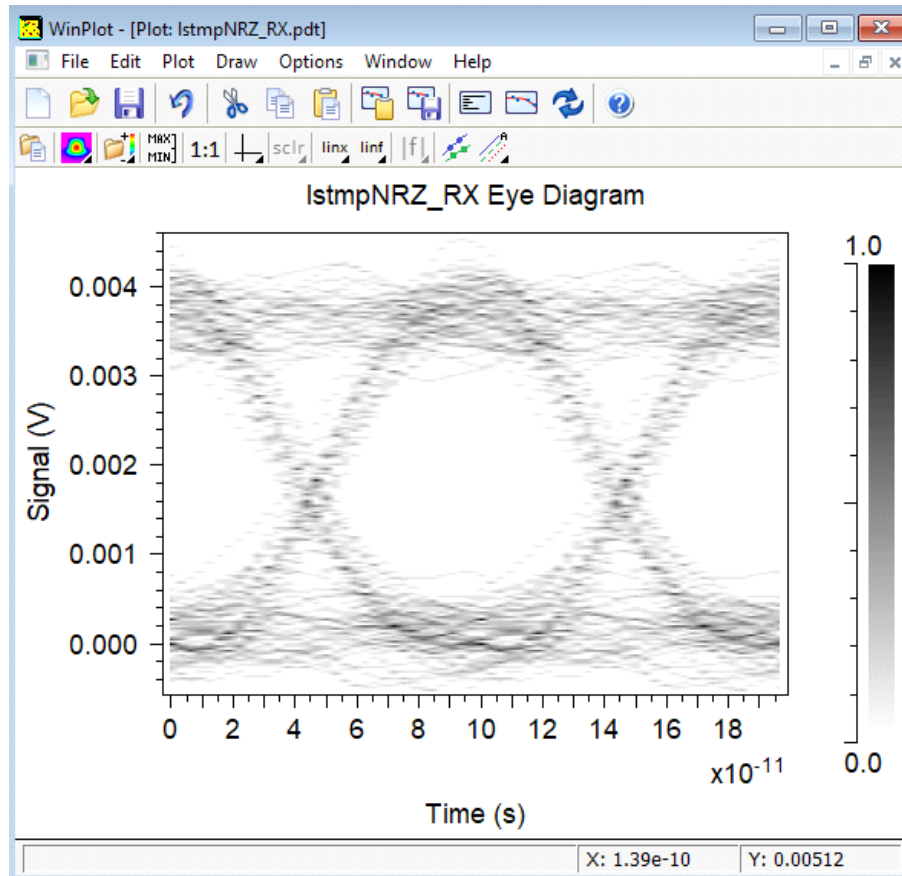 WinPlot - [Plot: lstmpNRZ_RX.pdt]
File Edit Plot Draw Options Window Help
MAX MIN 1:1 sclr linx linf |f| A
lstmpNRZ_RX Eye Diagram
1.0
0.004
0.003
0.002
0.001
0.000
Signal (V)
0 2 4 6 8 10 12 14 16 18
0.0
x10-11
Time (s)
X: 1.39e-10 Y: 0.00512